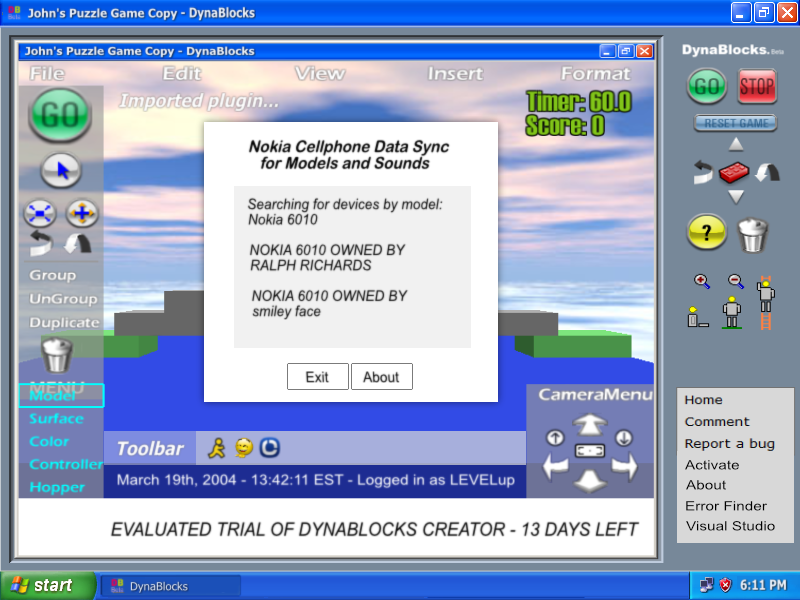 John's Puzzle Game Copy - DynaBlocks
John's Puzzle Game Copy - DynaBlocks
File Edit View Insert Format
Imported plugin...
GO
Timer: 60.0
Score: 0
Nokia Cellphone Data Sync
for Models and Sounds
Searching for devices by model:
Nokia 6010
NOKIA 6010 OWNED BY
RALPH RICHARDS
NOKIA 6010 OWNED BY
smiley face
Exit About
Group
UnGroup
Duplicate
MENU
Model
Surface
Color
Controller
Hopper
Toolbar
March 19th, 2004 - 13:42:11 EST - Logged in as LEVELup
CameraMenu
EVALUATED TRIAL OF DYNABLOCKS CREATOR - 13 DAYS LEFT
DynaBlocks. Beta
GO STOP
RESET GAME
?
Home
Comment
Report a bug
Activate
About
Error Finder
Visual Studio
start DynaBlocks 6:11 PM